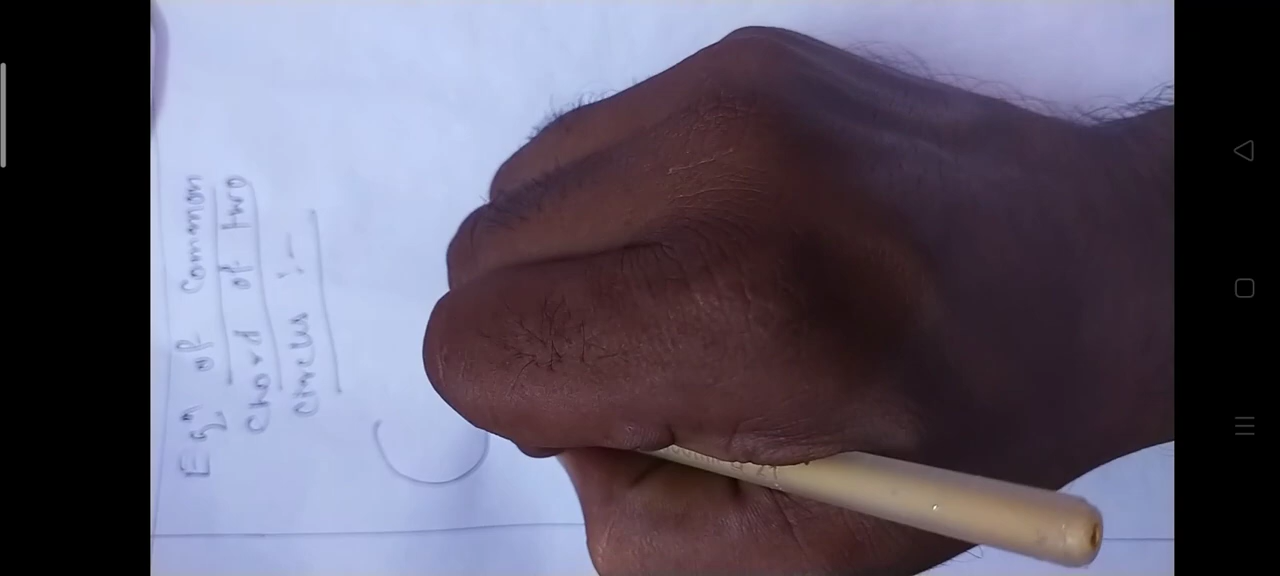 Eqn of common
chord of two
circles :-